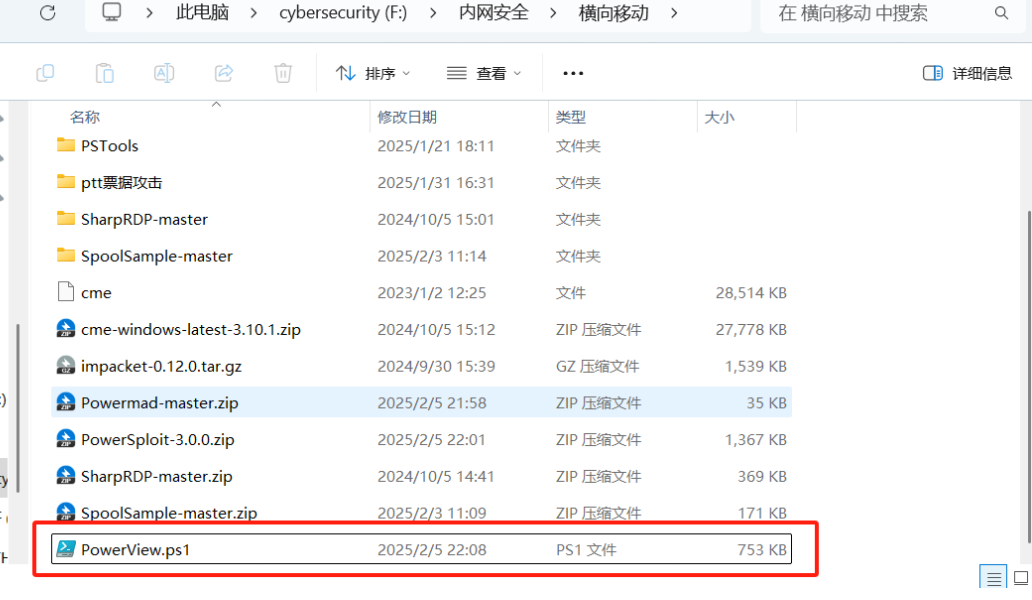 此电脑 > cybersecurity (F:) > 内网安全 > 横向移动 > 在 横向移动 中搜索
排序 查看 ... 详细信息
名称 修改日期 类型 大小
PSTools 2025/1/21 18:11 文件夹
ptt票据攻击 2025/1/31 16:31 文件夹
SharpRDP-master 2024/10/5 15:01 文件夹
SpoolSample-master 2025/2/3 11:14 文件夹
cme 2023/1/2 12:25 文件 28,514 KB
cme-windows-latest-3.10.1.zip 2024/10/5 15:12 ZIP 压缩文件 27,778 KB
impacket-0.12.0.tar.gz 2024/9/30 15:39 GZ 压缩文件 1,539 KB
Powermad-master.zip 2025/2/5 21:58 ZIP 压缩文件 35 KB
PowerSploit-3.0.0.zip 2025/2/5 22:01 ZIP 压缩文件 1,367 KB
SharpRDP-master.zip 2024/10/5 14:41 ZIP 压缩文件 369 KB
SpoolSample-master.zip 2025/2/3 11:09 ZIP 压缩文件 171 KB
PowerView.ps1 2025/2/5 22:08 PS1 文件 753 KB